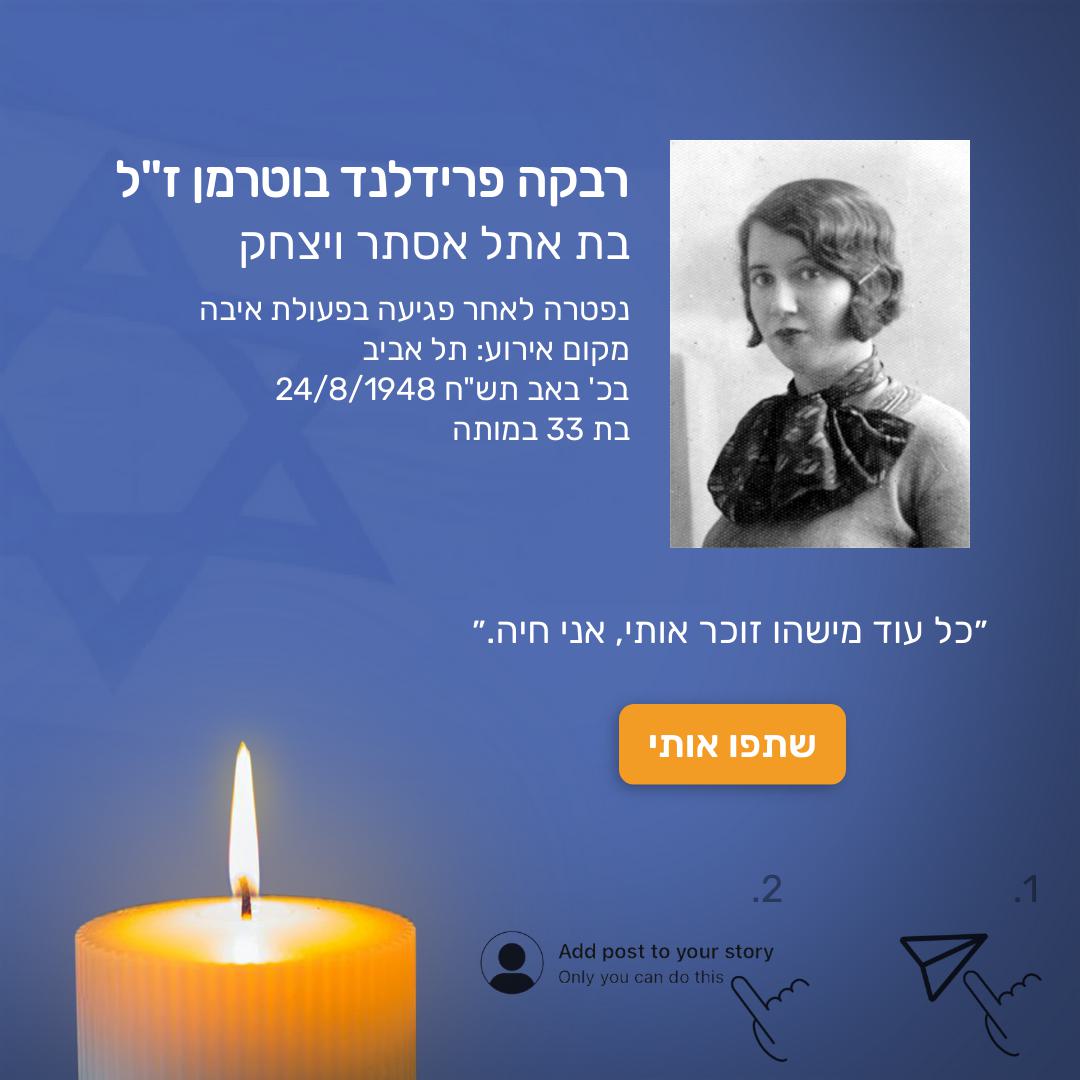 רבקה פרידלנד בוטרמן ז"ל
בת אתל אסתר ויצחק
נפטרה לאחר פגיעה בפעולת איבה
מקום אירוע: תל אביב
בכ' באב תש"ח 24/8/1948
בת 33 במותה
״כל עוד מישהו זוכר אותי, אני חיה.״
שתפו אותי
1.
2.
Add post to your story
Only you can do this